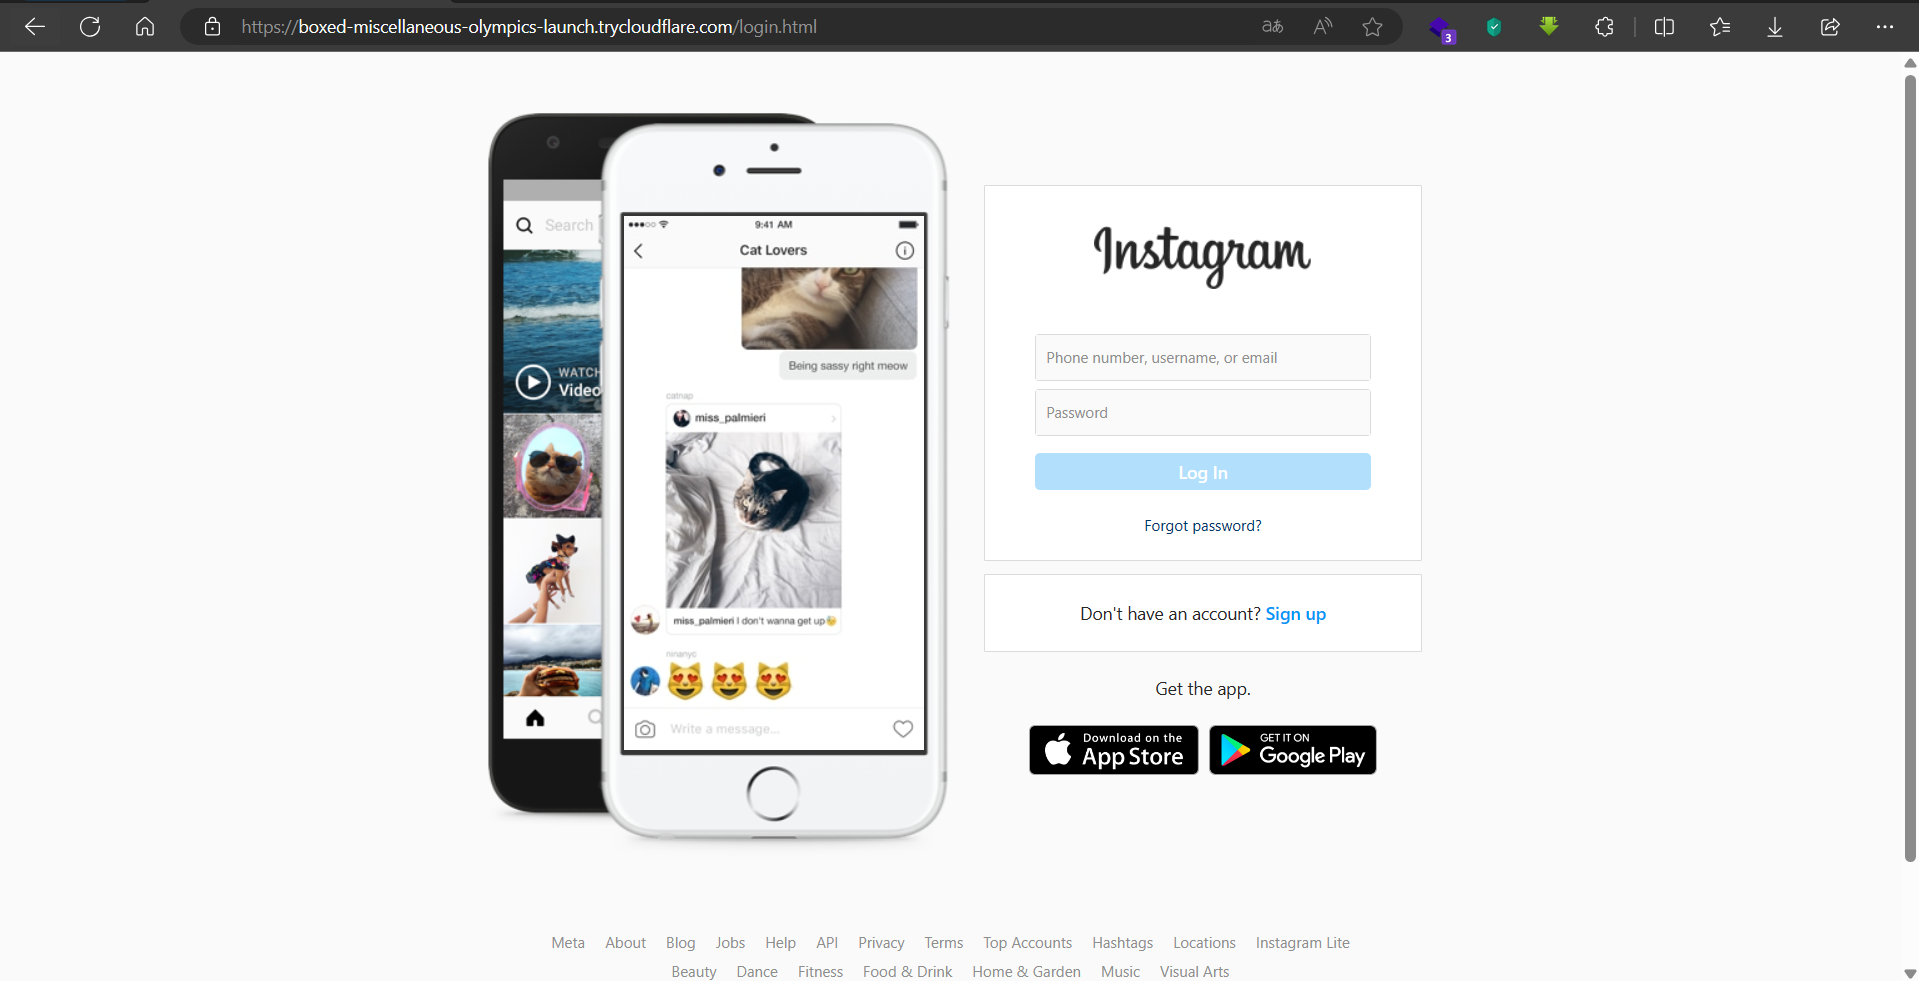 https://boxed-miscellaneous-olympics-launch.trycloudflare.com/login.html
3
Search
WATCH
Video
9:41 AM
Cat Lovers
Being sassy right meow
catnap
miss_palmieri
miss_palmieri I don't wanna get up😴
ninanyc
😻 😻 😻
Write a message...
Instagram
Phone number, username, or email
Password
Log In
Forgot password?
Don't have an account? Sign up
Get the app.
Download on the
App Store
GET IT ON
Google Play
Meta About Blog Jobs Help API Privacy Terms Top Accounts Hashtags Locations Instagram Lite
Beauty Dance Fitness Food & Drink Home & Garden Music Visual Arts